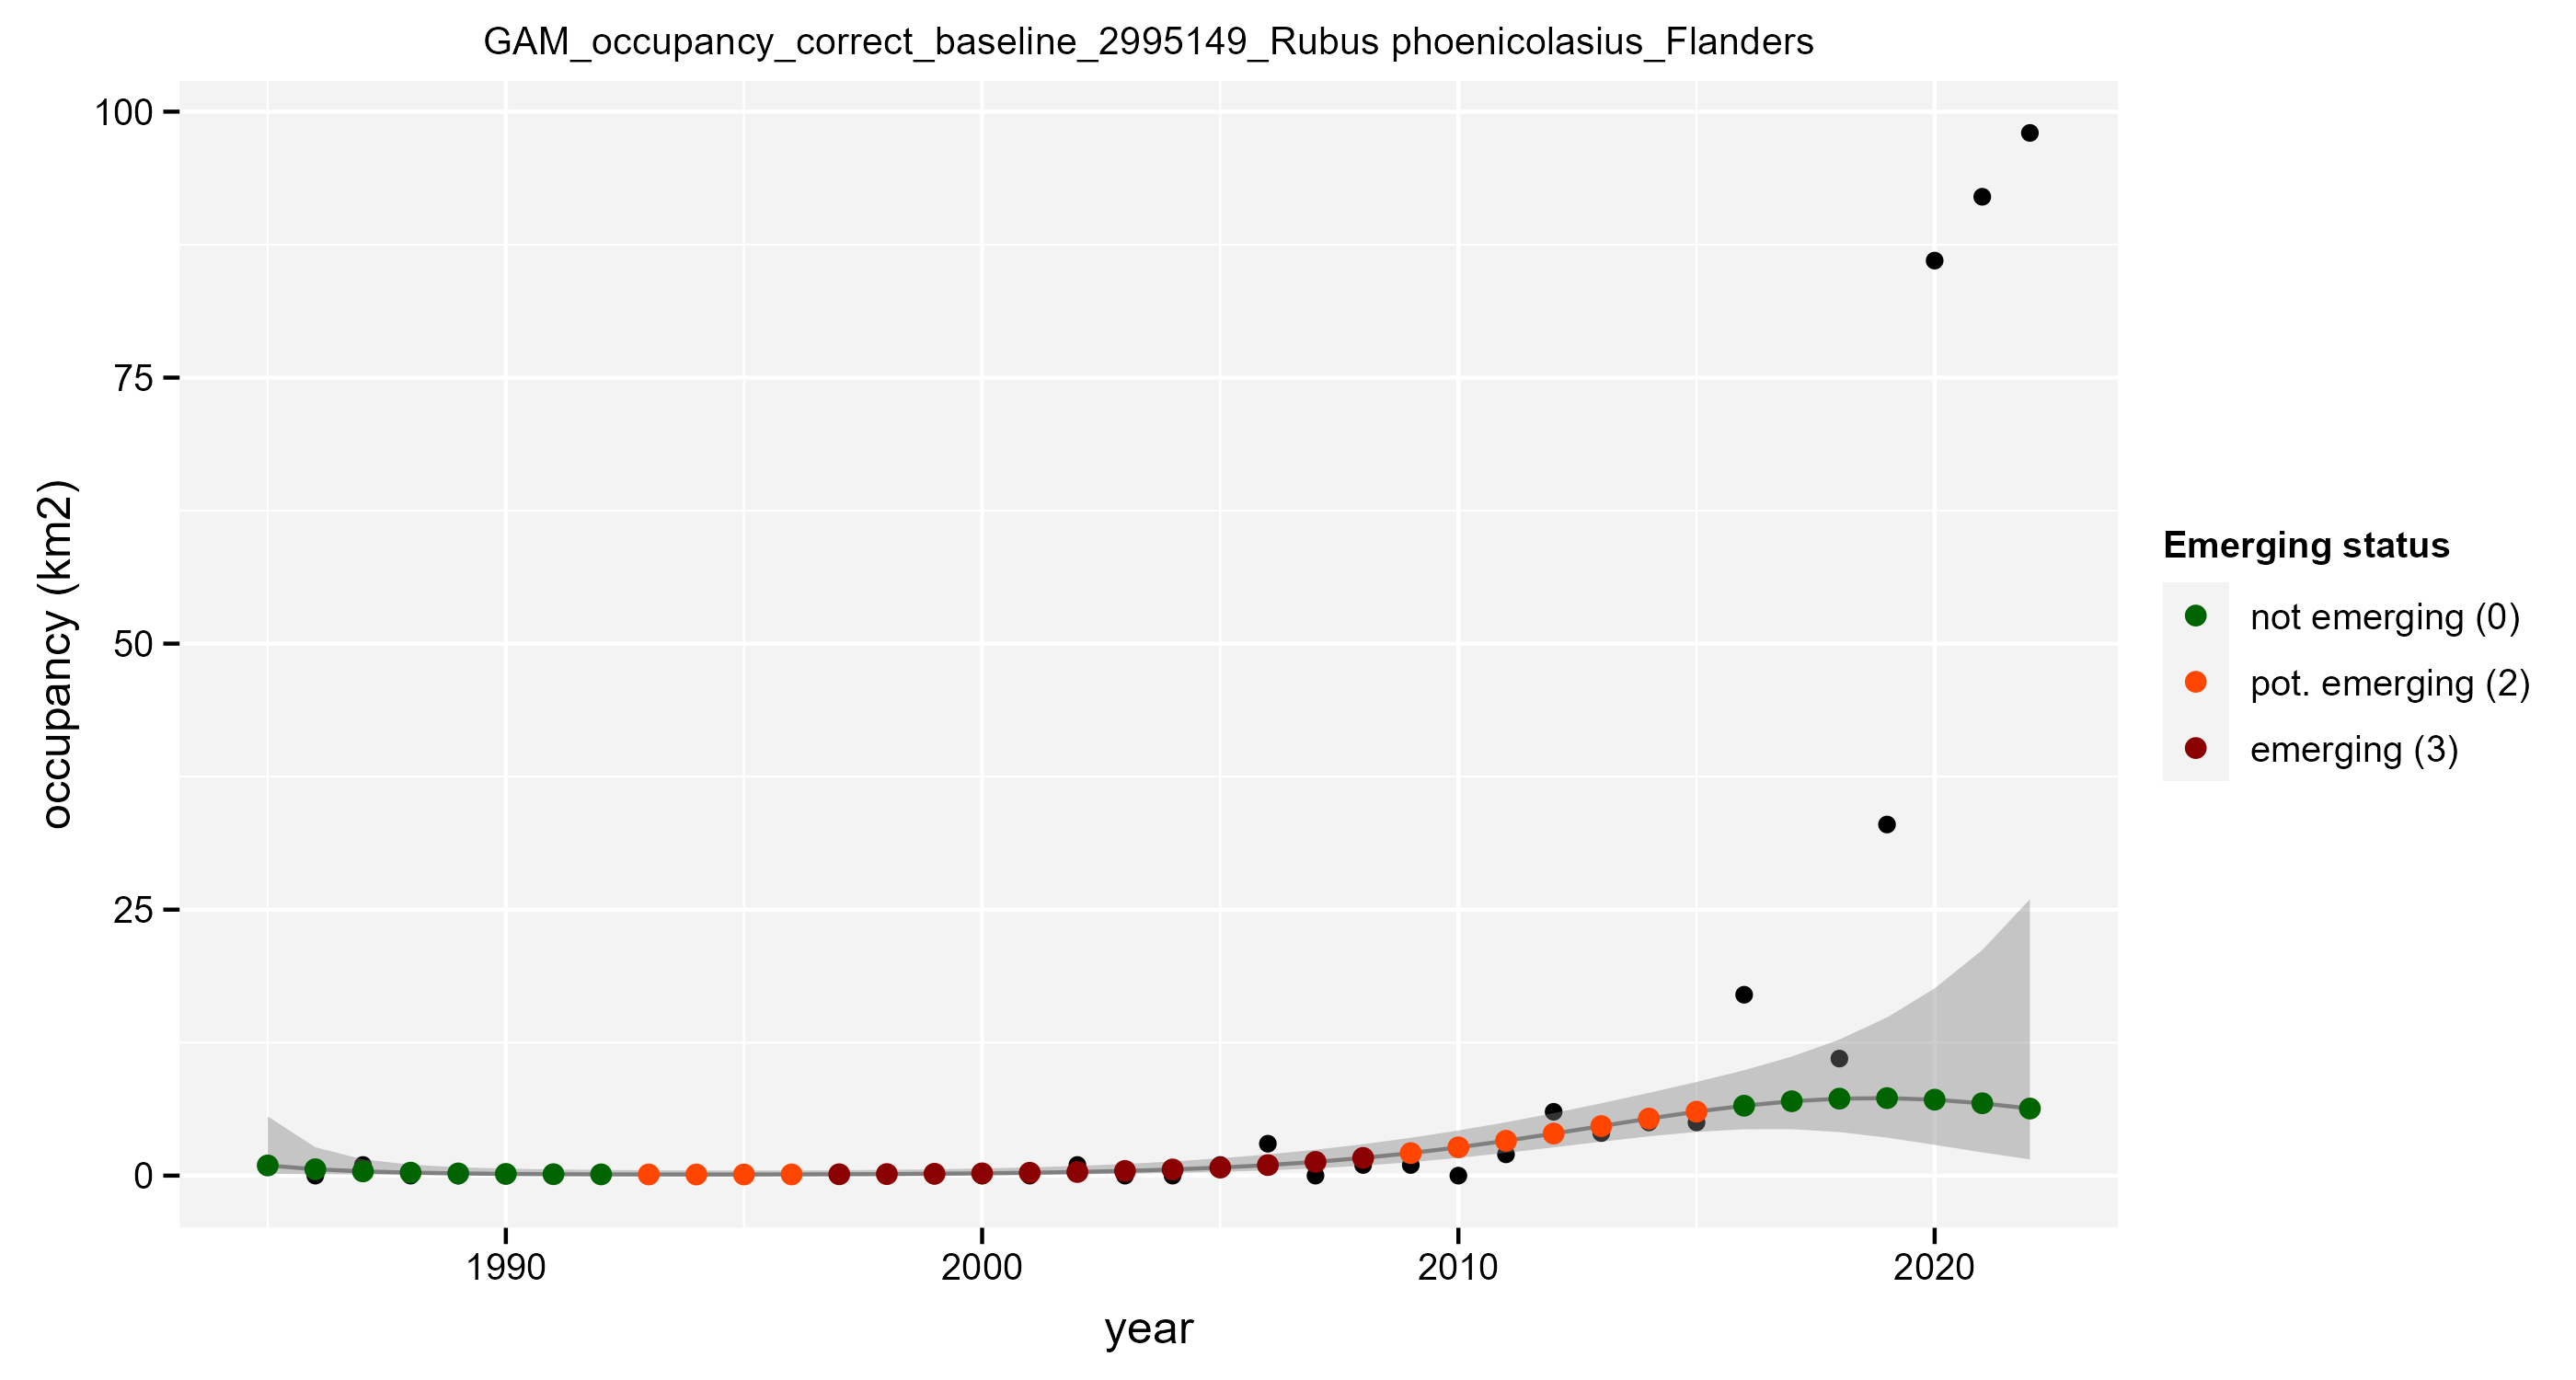 GAM_occupancy_correct_baseline_2995149_Rubus phoenicolasius_Flanders
100
75
50
25
0
occupancy (km2)
1990
2000
2010
2020
year
Emerging status
not emerging (0)
pot. emerging (2)
emerging (3)